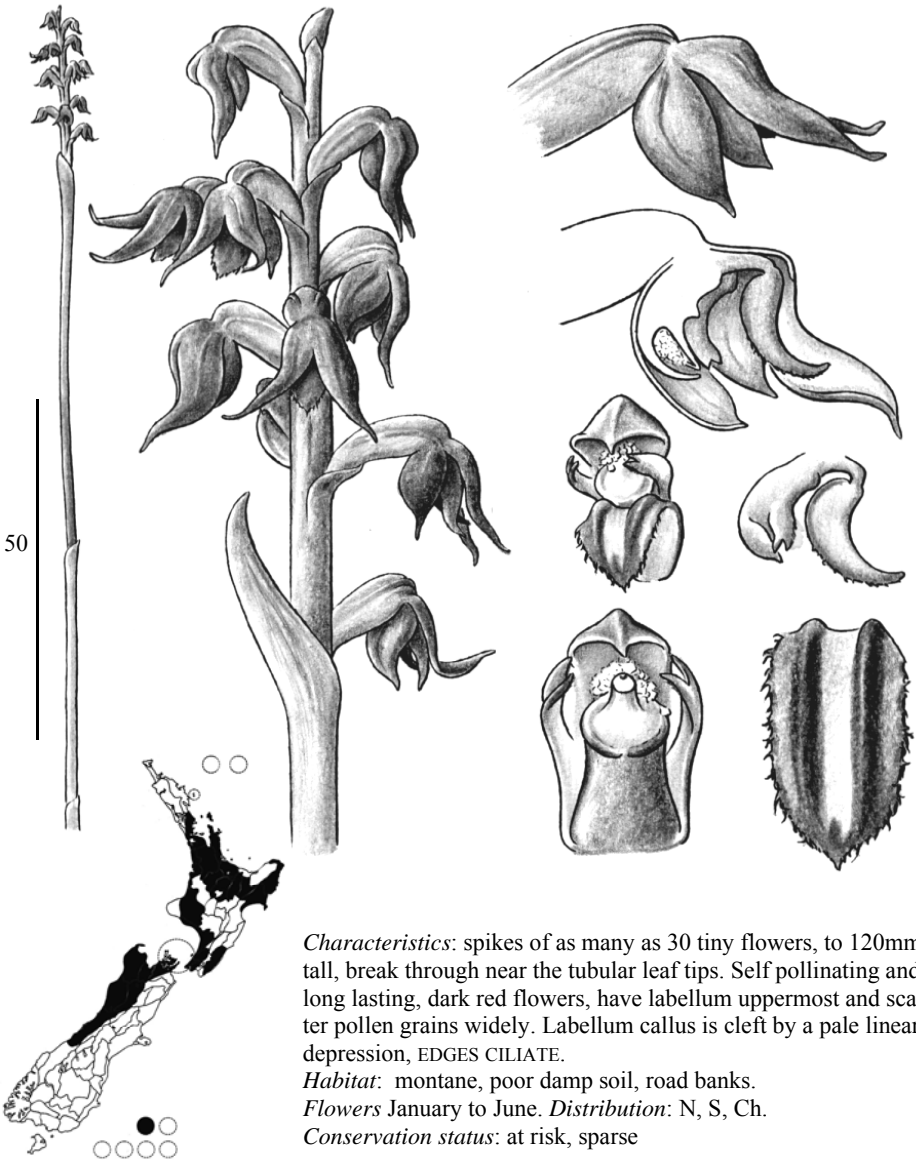 50
Characteristics: spikes of as many as 30 tiny flowers, to 120mm
tall, break through near the tubular leaf tips. Self pollinating and
long lasting, dark red flowers, have labellum uppermost and sca
ter pollen grains widely. Labellum callus is cleft by a pale linear
depression, EDGES CILIATE.
Habitat: montane, poor damp soil, road banks.
Flowers January to June. Distribution: N, S, Ch.
Conservation status: at risk, sparse